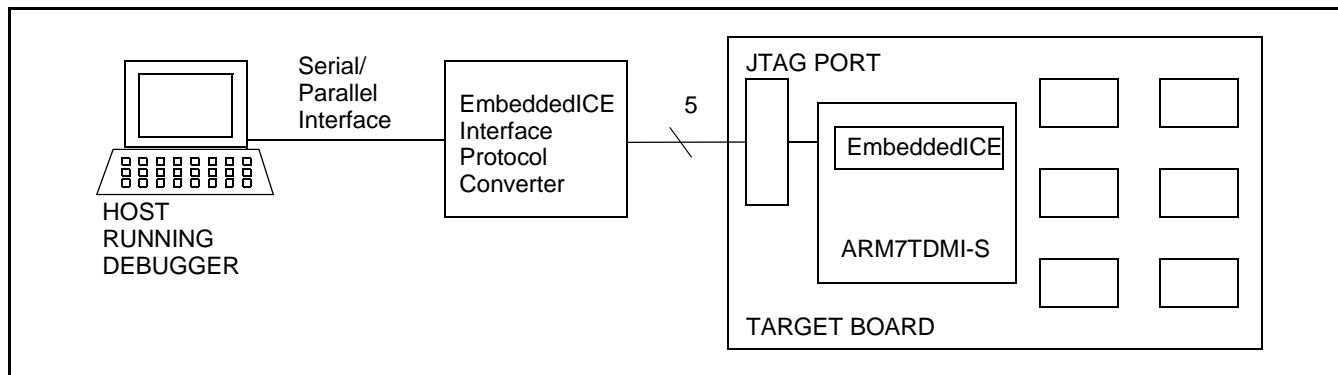 Serial/
Parallel
Interface
HOST
RUNNING
DEBUGGER
EmbeddedICE
Interface
Protocol
Converter
5
JTAG PORT
EmbeddedICE
ARM7TDMI-S
TARGET BOARD